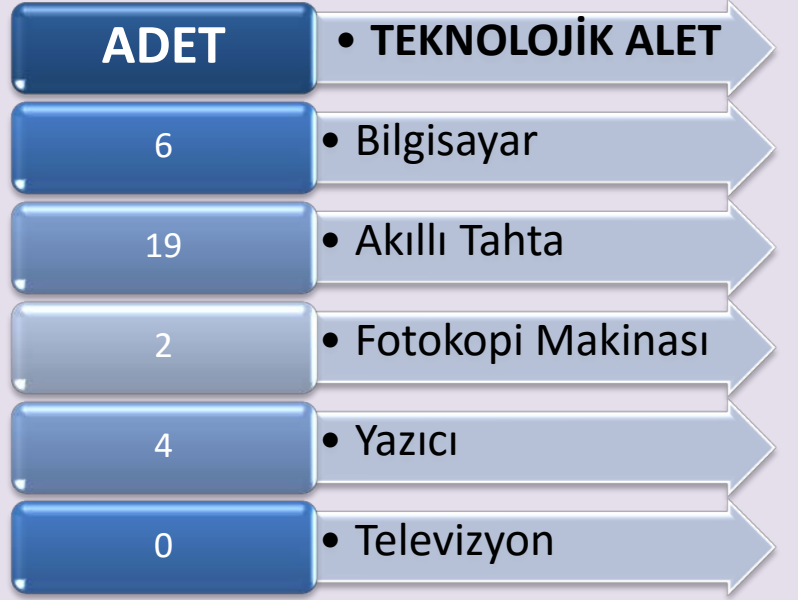 ADET • TEKNOLOJİK ALET
6 • Bilgisayar
19 • Akıllı Tahta
2 • Fotokopi Makinası
4 • Yazıcı
0 • Televizyon